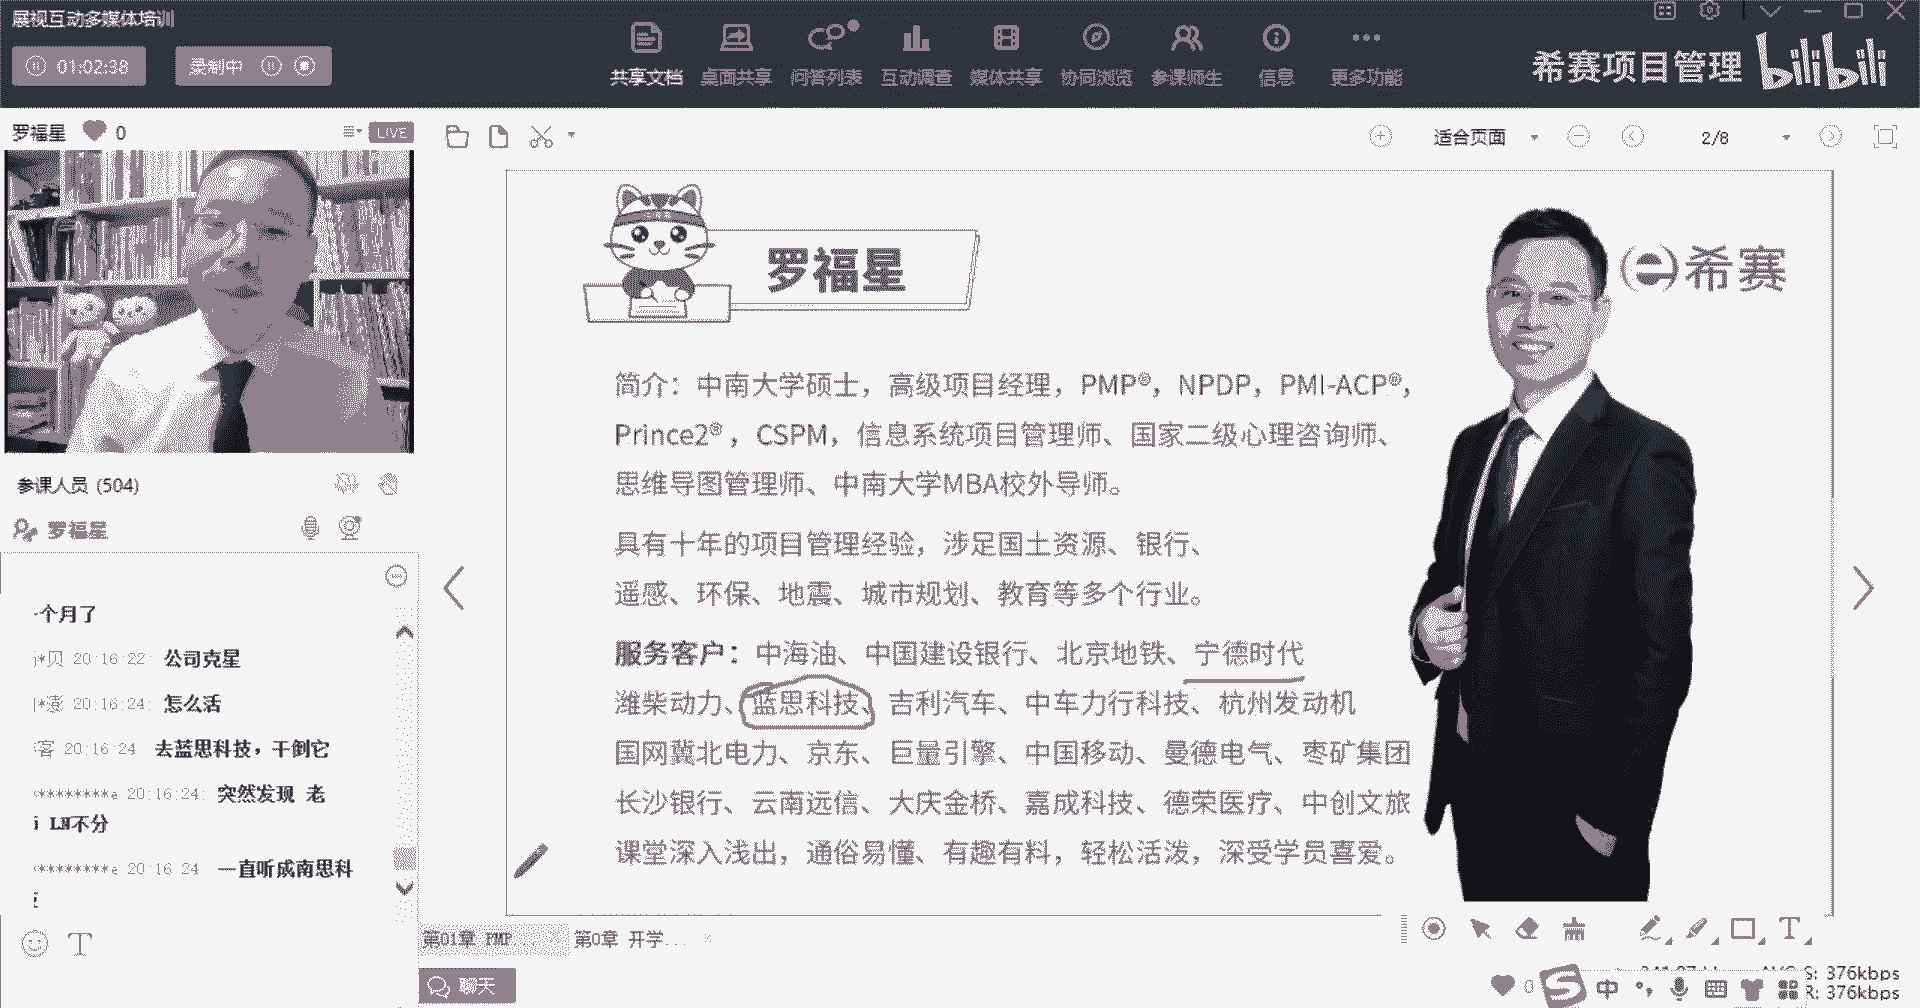 展视互动多媒体培训
01:02:38
录制中
共享文档 桌面共享 问答列表 互动调查 媒体共享 协同浏览 参课师生 信息 更多功能
希赛项目管理 bilibili
罗福星 0 LIVE
适合页面 2/8
罗福星
希赛
简介：中南大学硕士，高级项目经理，PMP®，NPDP，PMI-ACP®，
Prince2®，CSPM，信息系统项目管理师、国家二级心理咨询师、
思维导图管理师、中南大学MBA校外导师。
具有十年的项目管理经验，涉足国土资源、银行、
遥感、环保、地震、城市规划、教育等多个行业。
服务客户：中海油、中国建设银行、北京地铁、宁德时代
潍柴动力、蓝思科技、吉利汽车、中车力行科技、杭州发动机
国网冀北电力、京东、巨量引擎、中国移动、曼德电气、枣矿集团
长沙银行、云南远信、大庆金桥、嘉成科技、德荣医疗、中创文旅
课堂深入浅出，通俗易懂、有趣有料，轻松活泼，深受学员喜爱。
参课人员 (504)
罗福星
个月了
贝 20:16:22: 公司克星
20:16:24: 怎么活
客 20:16:24 去蓝思科技，干倒它
********e 20:16:24: 突然发现 老
i LN不分
********e 20:16:24 一直听成南思科
T
第01章 PMP... 第0章 开学...
聊天
T
0 中
S: 376kbps
R: 376kbps